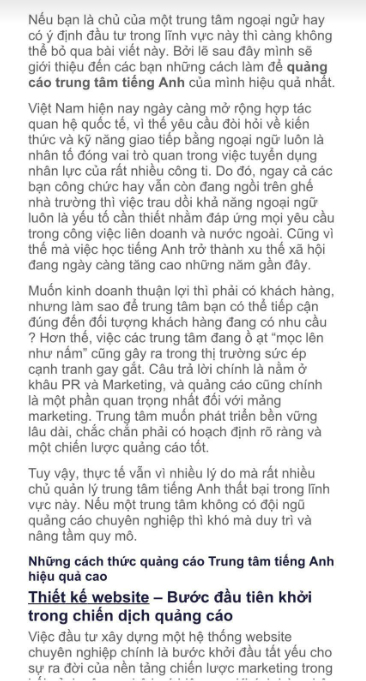 Nếu bạn là chủ của một trung tâm ngoại ngữ hay
có ý định đầu tư trong lĩnh vực này thì càng không
thể bỏ qua bài viết này. Bởi lẽ sau đây mình sẽ
giới thiệu đến các bạn những cách làm để quảng
cáo trung tâm tiếng Anh của mình hiệu quả nhất.
Việt Nam hiện nay ngày càng mở rộng hợp tác
quan hệ quốc tế, vì thế yêu cầu đòi hỏi về kiến
thức và kỹ năng giao tiếp bằng ngoại ngữ luôn là
nhân tố đóng vai trò quan trong việc tuyển dụng
nhân lực của rất nhiều công ti. Do đó, ngay cả các
bạn công chức hay vẫn còn đang ngồi trên ghế
nhà trường thì việc trau dồi khả năng ngoại ngữ
luôn là yếu tố cần thiết nhằm đáp ứng mọi yêu cầu
trong công việc liên doanh và nước ngoài. Cũng vì
thế mà việc học tiếng Anh trở thành xu thế xã hội
đang ngày càng tăng cao những năm gần đây.
Muốn kinh doanh thuận lợi thì phải có khách hàng,
nhưng làm sao để trung tâm bạn có thể tiếp cận
đúng đến đối tượng khách hàng đang có nhu cầu
? Hơn thế, việc các trung tâm đang ồ ạt “mọc lên
như nấm” cũng gây ra trong thị trường sức ép
cạnh tranh gay gắt. Câu trả lời chính là nằm ở
khâu PR và Marketing, và quảng cáo cũng chính
là một phần quan trọng nhất đối với mảng
marketing. Trung tâm muốn phát triển bền vững
lâu dài, chắc chắn phải có hoạch định rõ ràng và
một chiến lược quảng cáo tốt.
Tuy vậy, thực tế vẫn vì nhiều lý do mà rất nhiều
chủ quản lý trung tâm tiếng Anh thất bại trong lĩnh
vực này. Nếu một trung tâm không có đội ngũ
quảng cáo chuyên nghiệp thì khó mà duy trì và
nâng tầm quy mô.
Những cách thức quảng cáo Trung tâm tiếng Anh
hiệu quả cao
Thiết kế website – Bước đầu tiên khởi
trong chiến dịch quảng cáo
Việc đầu tư xây dựng một hệ thống website
chuyên nghiệp chính là bước khởi đầu tất yếu cho
sự ra đời của nền tảng chiến lược marketing trong